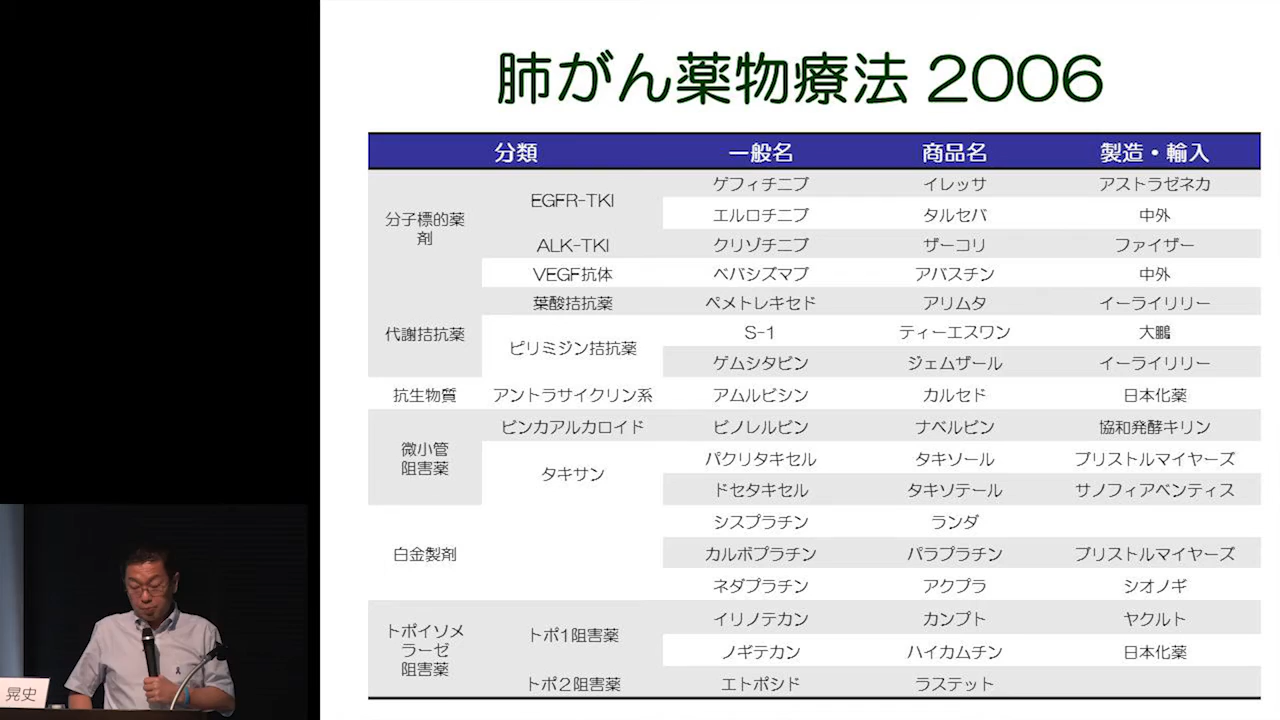 肺がん薬物療法 2006
分類 一般名 商品名 製造・輸入
分子標的薬
剤
EGFR-TKI
ゲフィチニブ イレッサ アストラゼネカ
エルロチニブ タルセバ 中外
ALK-TKI クリゾチニブ ザーコリ ファイザー
VEGF抗体 ベバシズマブ アバスチン 中外
代謝拮抗薬
葉酸拮抗薬 ペメトレキセド アリムタ イーライリリー
ピリミジン拮抗薬
S-1 ティーエスワン 大鵬
ゲムシタビン ジェムザール イーライリリー
抗生物質 アントラサイクリン系 アムルビシン カルセド 日本化薬
微小管
阻害薬
ビンカアルカロイド ビノレルビン ナベルビン 協和発酵キリン
タキサン
パクリタキセル タキソール ブリストルマイヤーズ
ドセタキセル タキソテール サノフィアベンティス
白金製剤
シスプラチン ランダ
カルボプラチン パラプラチン ブリストルマイヤーズ
ネダプラチン アクプラ シオノギ
トポイソメ
ラーゼ
阻害薬
トポ1阻害薬
イリノテカン カンプト ヤクルト
ノギテカン ハイカムチン 日本化薬
トポ2阻害薬 エトポシド ラステット
晃史